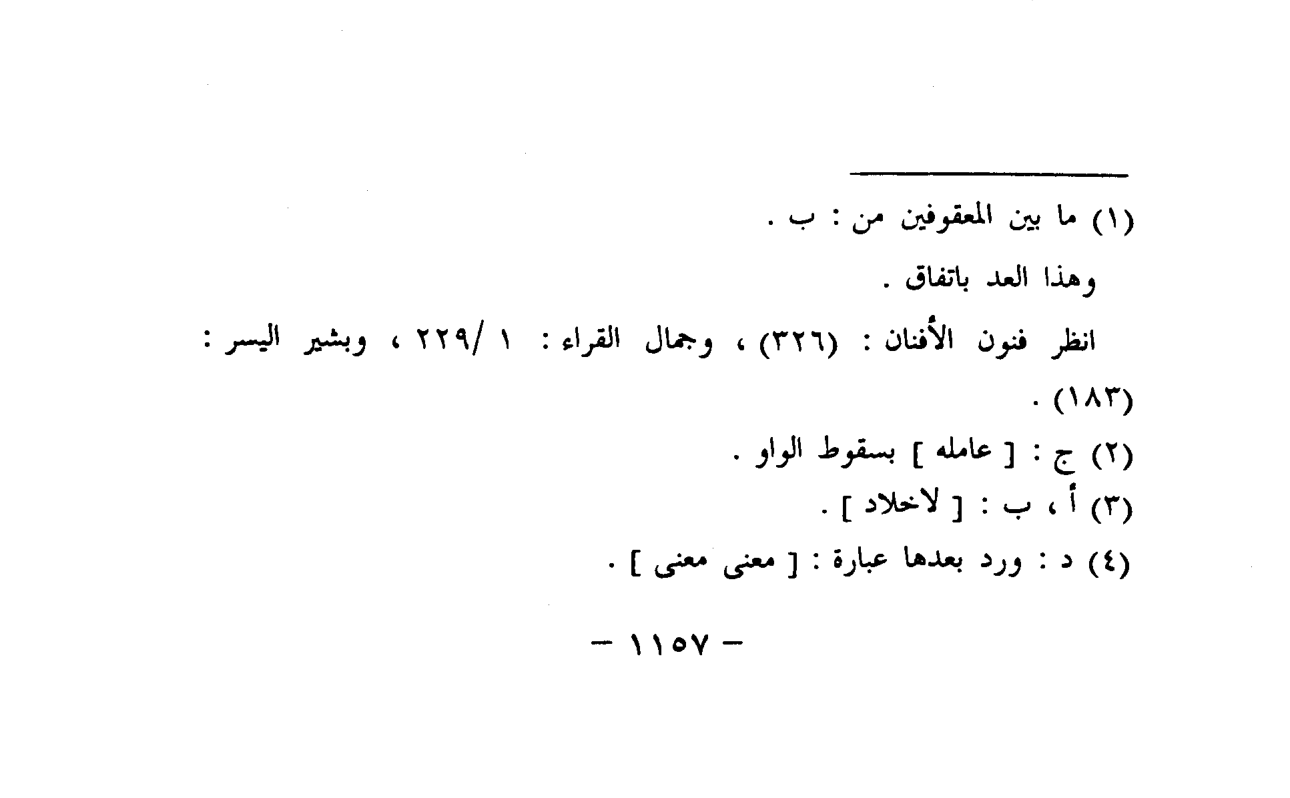 (١) ما بين المعقوفين من : ب .
وهذا العد باتفاق .
انظر فنون الأفنان : (٣٢٦) ، وجمال القراء : ١ /٢٢٩ ، وبشير اليسر :
(١٨٣) .
(٢) ج : [ عامله ] بسقوط الواو .
(٣) أ ، ب : [ لاخلاد ] .
(٤) د : ورد بعدها عبارة : [ معنى معنى ] .
– ١١٥٧ –